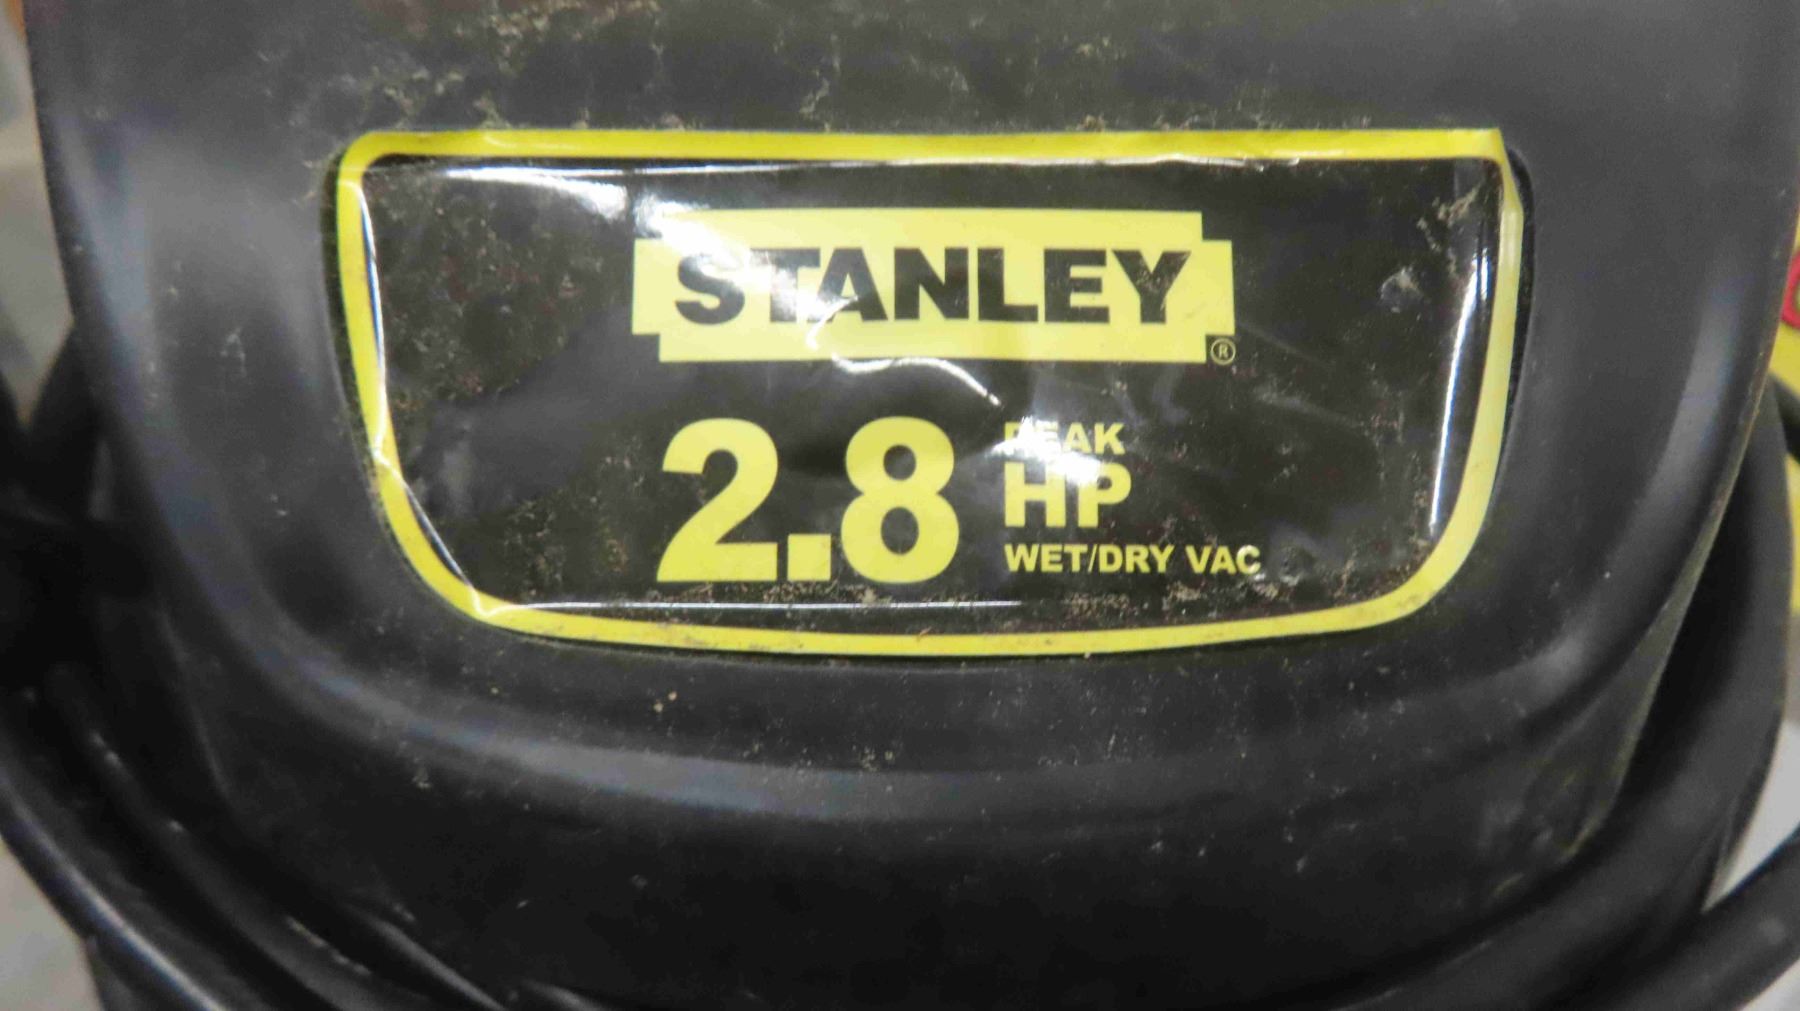 STANLEY®
2.8 PEAK
HP
WET/DRY VAC